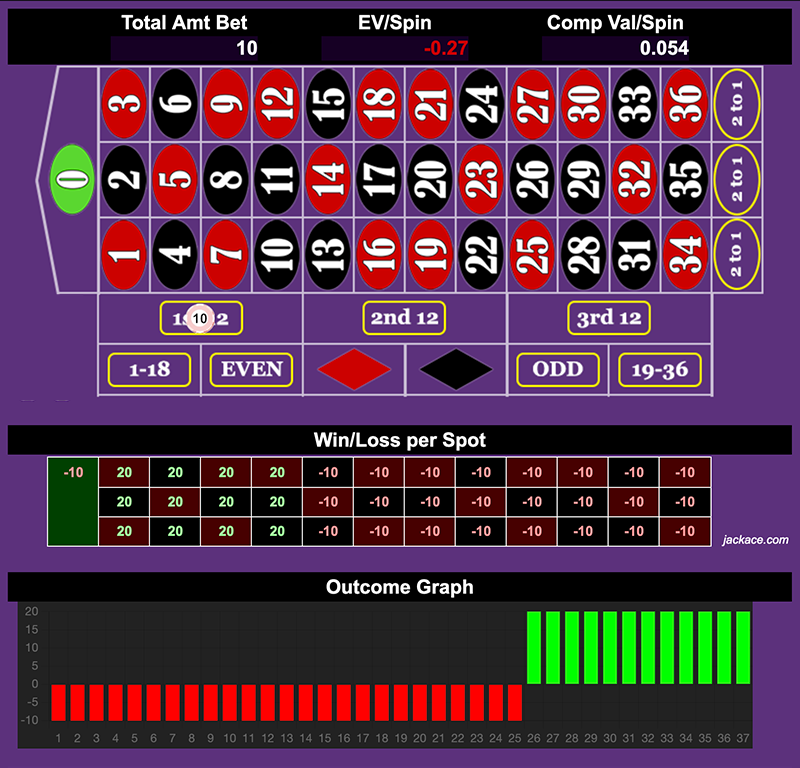 Total Amt Bet EV/Spin Comp Val/Spin
10 -0.27 0.054
3 6 9 12 15 18 21 24 27 30 33 36 2 to 1
0 2 5 8 11 14 17 20 23 26 29 32 35 2 to 1
1 4 7 10 13 16 19 22 25 28 31 34 2 to 1
10 2nd 12 3rd 12
1-18 EVEN ODD 19-36
Win/Loss per Spot
-10 20 20 20 20 -10 -10 -10 -10 -10 -10 -10 -10
20 20 20 20 -10 -10 -10 -10 -10 -10 -10 -10
20 20 20 20 -10 -10 -10 -10 -10 -10 -10 -10
jackace.com
Outcome Graph
20
15
10
5
0
-5
-10
1 2 3 4 5 6 7 8 9 10 11 12 13 14 15 16 17 18 19 20 21 22 23 24 25 26 27 28 29 30 31 32 33 34 35 36 37